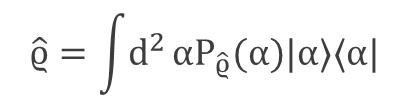 ϱ̂ = ∫ d² αP_ϱ̂(α)|α⟩⟨α|